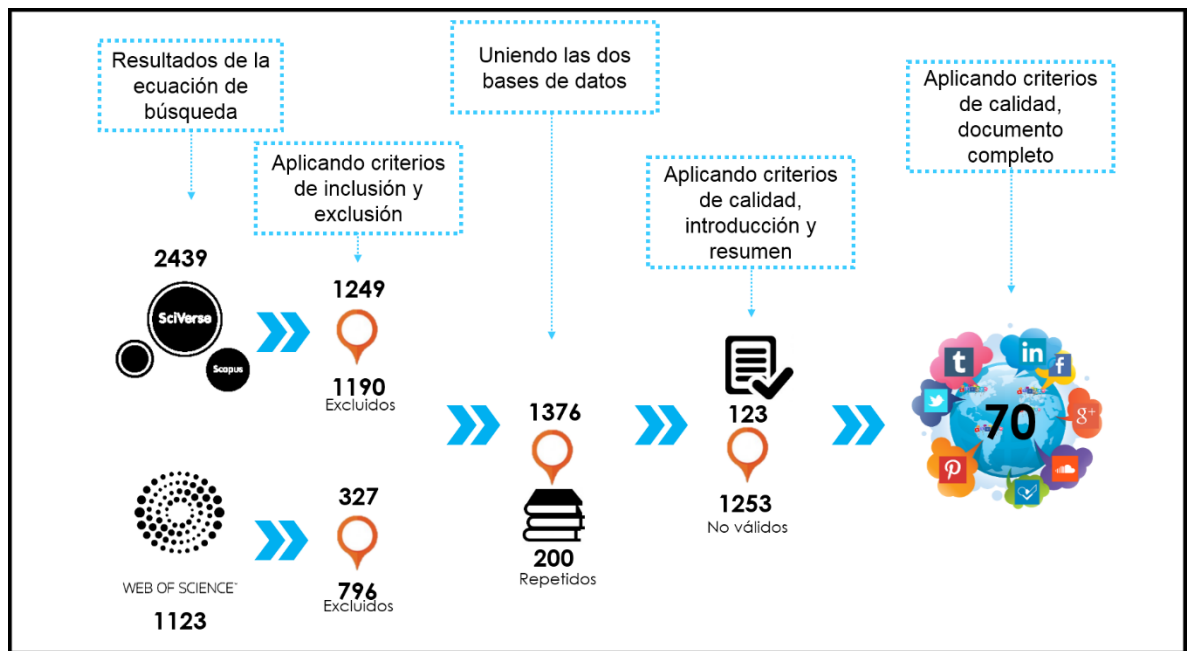 Resultados de la
ecuación de
búsqueda
Aplicando criterios
de inclusión y
exclusión
Uniendo las dos
bases de datos
Aplicando criterios
de calidad,
introducción y
resumen
Aplicando criterios
de calidad,
documento
completo
2439
SciVerse
Scopus
1249
1190
Excluidos
WEB OF SCIENCE™
1123
327
796
Excluidos
1376
200
Repetidos
123
1253
No válidos
70
t
in
f
g+